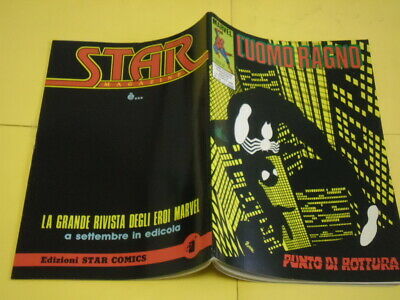 STAR
MAGAZINE
è...
LA GRANDE RIVISTA DEGLI EROI MARVEL
a settembre in edicola
Edizioni STAR COMICS
MARVEL
L'UOMO RAGNO
PUNTO DI ROTTURA